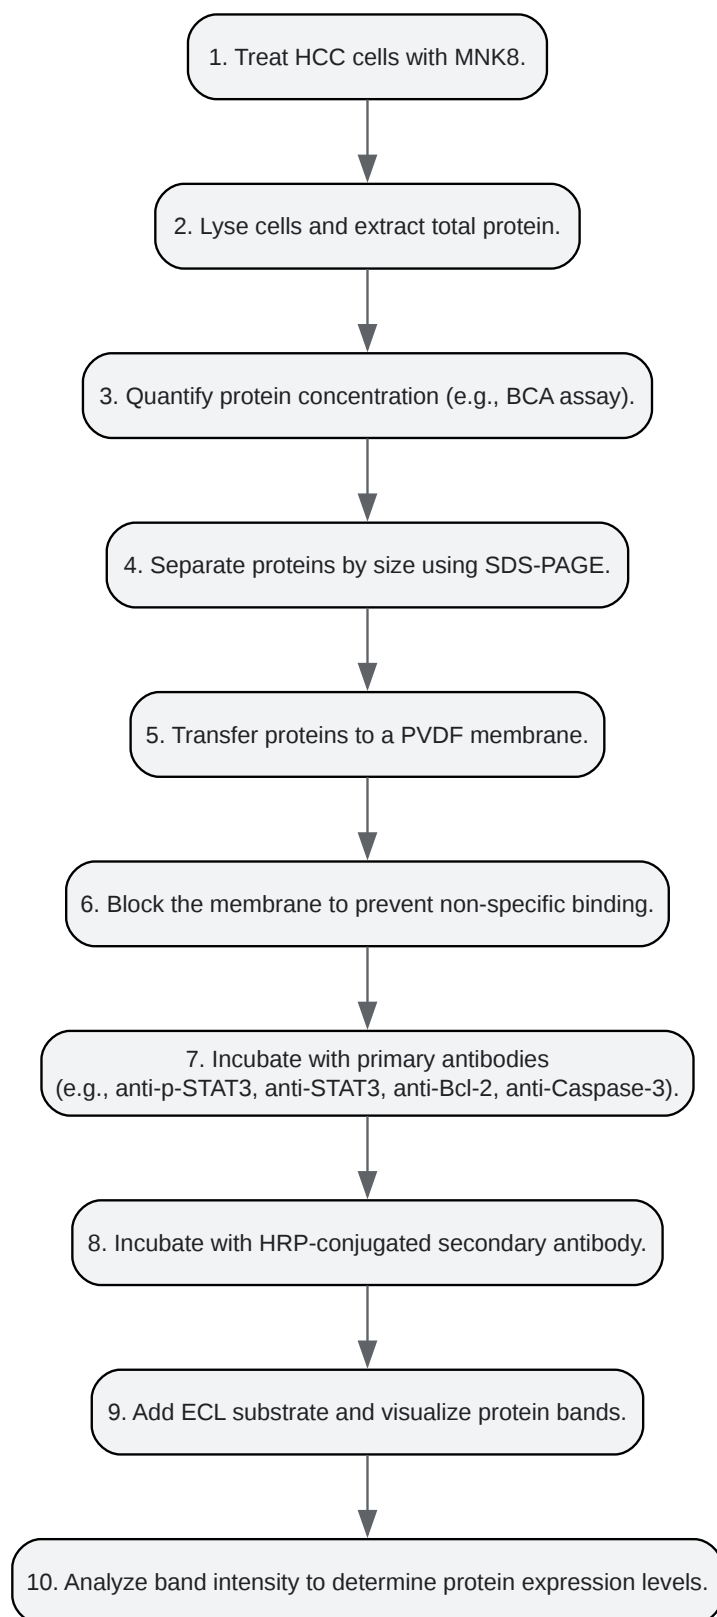 1. Treat HCC cells with MNK8.
2. Lyse cells and extract total protein.
3. Quantify protein concentration (e.g., BCA assay).
4. Separate proteins by size using SDS-PAGE.
5. Transfer proteins to a PVDF membrane.
6. Block the membrane to prevent non-specific binding.
7. Incubate with primary antibodies
(e.g., anti-p-STAT3, anti-STAT3, anti-Bcl-2, anti-Caspase-3).
8. Incubate with HRP-conjugated secondary antibody.
9. Add ECL substrate and visualize protein bands.
10. Analyze band intensity to determine protein expression levels.